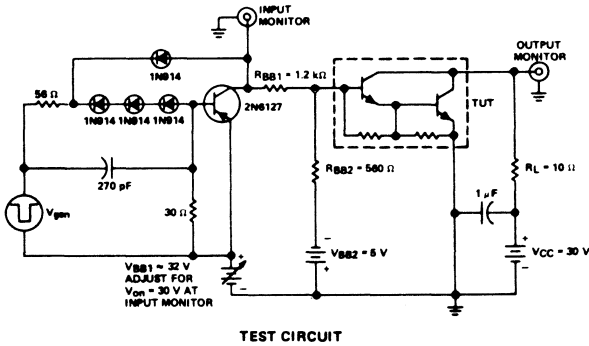 INPUT
MONITOR
OUTPUT
MONITOR
1N914
RBB1 = 1.2 kΩ
56 Ω
2N6127
TUT
1N914 1N914 1N914
270 pF
RBB2 = 560 Ω
RL = 10 Ω
1 μF
Vgen
30 Ω
VBB1 ≈ 32 V
ADJUST FOR
Von = 30 V AT
INPUT MONITOR
VBB2 = 5 V
VCC = 30 V
TEST CIRCUIT